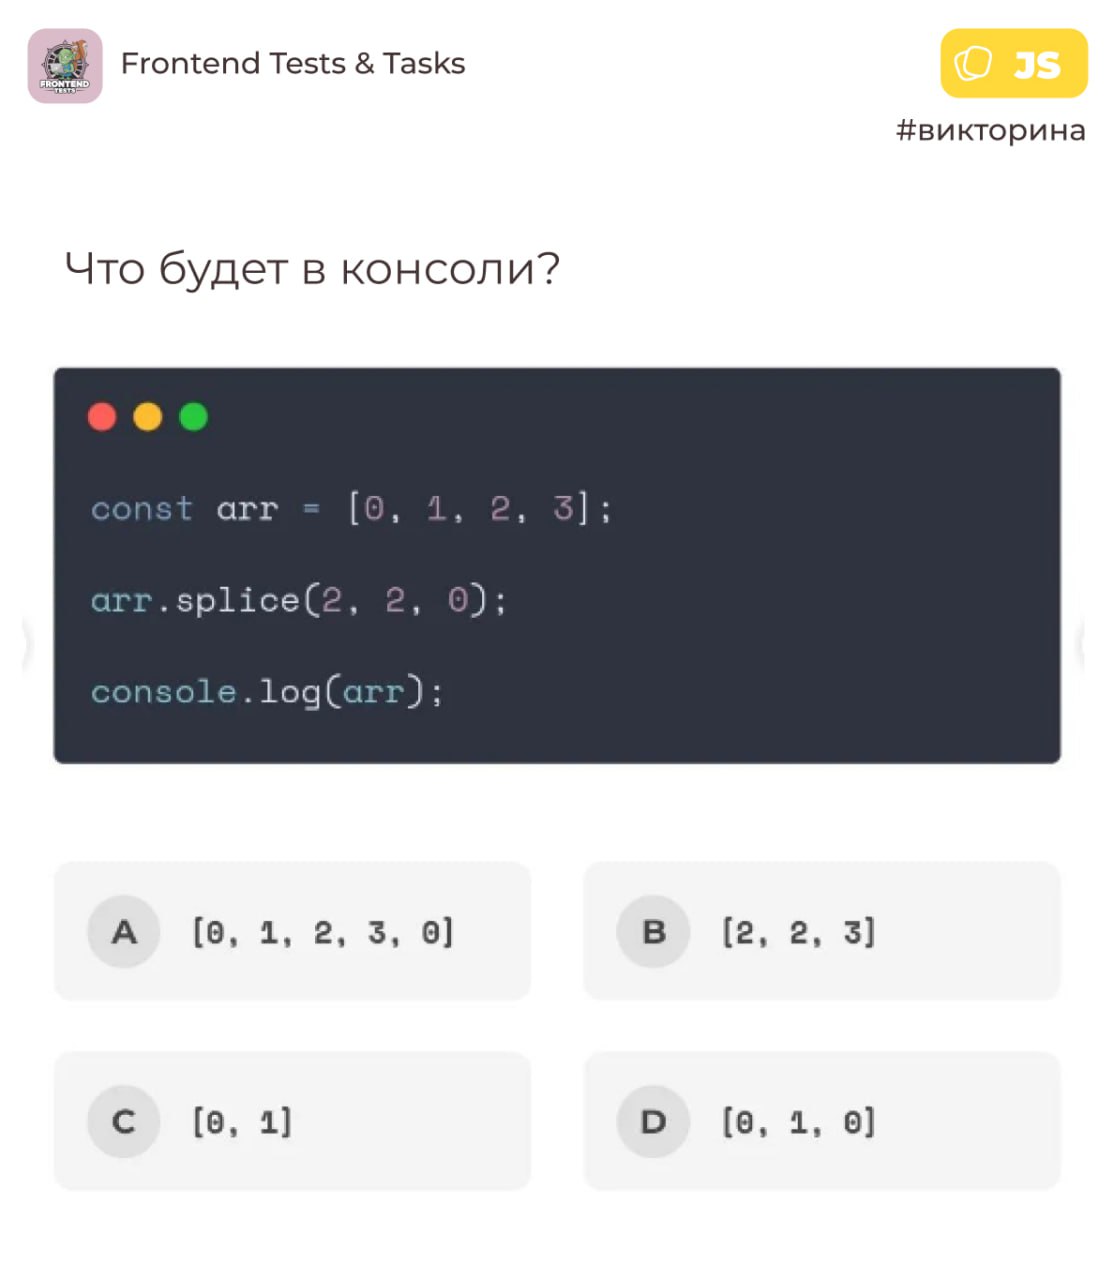 FRONTEND
TESTS
Frontend Tests & Tasks
JS
#викторина
Что будет в консоли?
const arr = [0, 1, 2, 3];
arr.splice(2, 2, 0);
console.log(arr);
A [0, 1, 2, 3, 0]
B [2, 2, 3]
C [0, 1]
D [0, 1, 0]